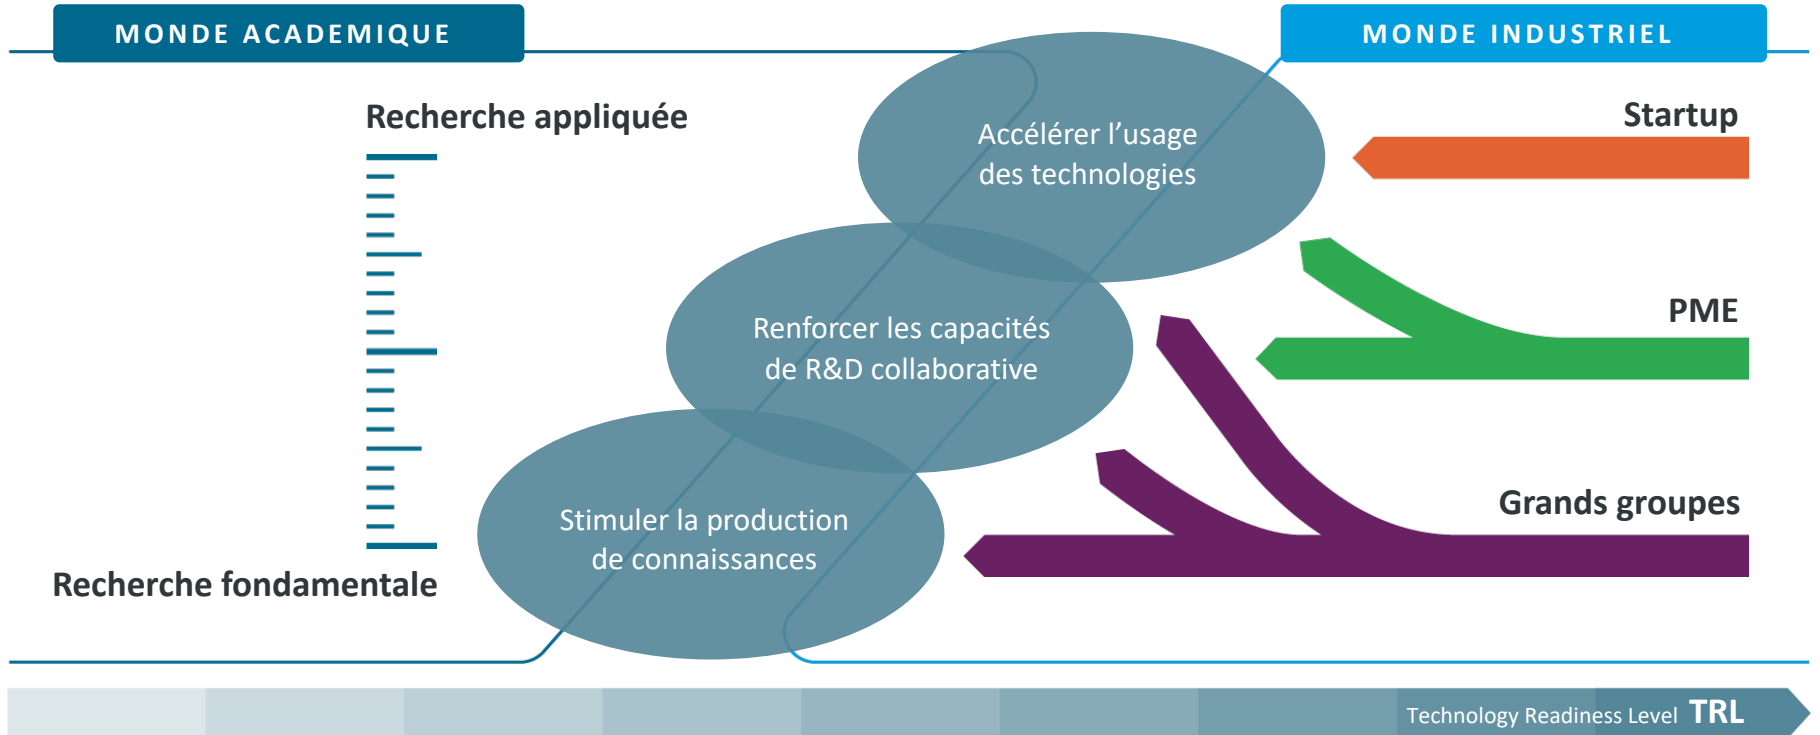 MONDE ACADEMIQUE
MONDE INDUSTRIEL
Recherche appliquée
Startup
Accélérer l’usage
des technologies
PME
Renforcer les capacités
de R&D collaborative
Grands groupes
Stimuler la production
de connaissances
Recherche fondamentale
Technology Readiness Level TRL